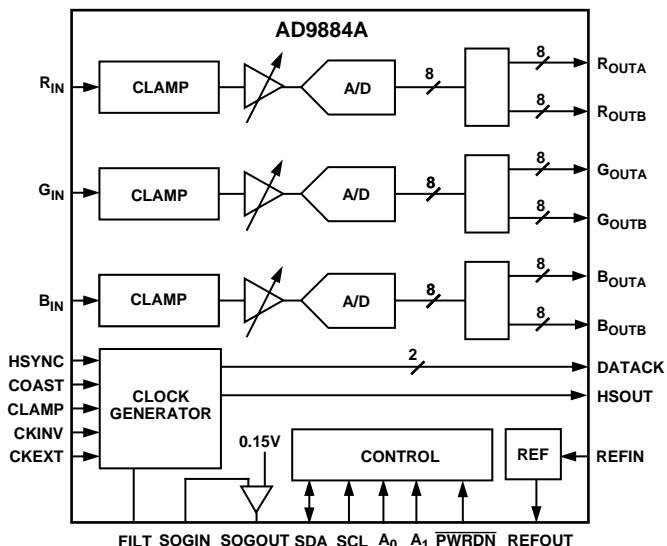 AD9884A
R_IN CLAMP A/D 8 8 R_OUTA
8 R_OUTB
G_IN CLAMP A/D 8 8 G_OUTA
8 G_OUTB
B_IN CLAMP A/D 8 8 B_OUTA
8 B_OUTB
HSYNC 2 DATACK
COAST CLOCK HSOUT
CLAMP GENERATOR
CKINV 0.15V
CKEXT CONTROL REF REFIN
FILT SOGIN SOGOUT SDA SCL A0 A1 PWRDN REFOUT